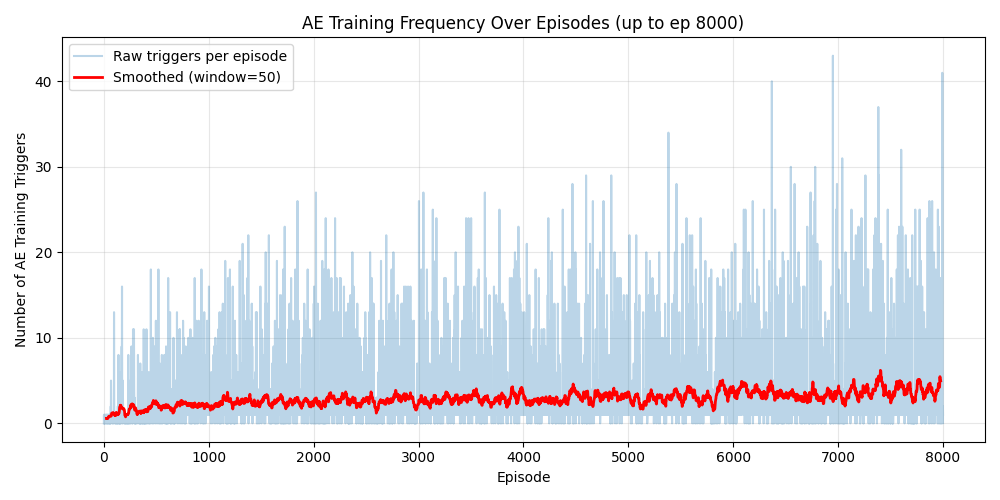 AE Training Frequency Over Episodes (up to ep 8000)
Raw triggers per episode
Smoothed (window=50)
Number of AE Training Triggers
40
30
20
10
0
0 1000 2000 3000 4000 5000 6000 7000 8000
Episode